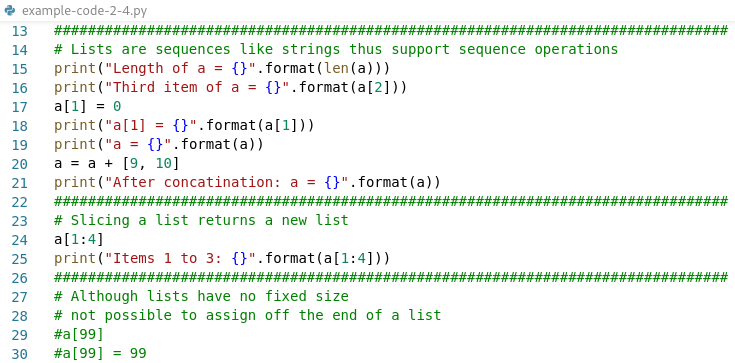 example-code-2-4.py
13 ################################################################################
14 # Lists are sequences like strings thus support sequence operations
15 print("Length of a = {}".format(len(a)))
16 print("Third item of a = {}".format(a[2]))
17 a[1] = 0
18 print("a[1] = {}".format(a[1]))
19 print("a = {}".format(a))
20 a = a + [9, 10]
21 print("After concatination: a = {}".format(a))
22 ################################################################################
23 # Slicing a list returns a new list
24 a[1:4]
25 print("Items 1 to 3: {}".format(a[1:4]))
26 ################################################################################
27 # Although lists have no fixed size
28 # not possible to assign off the end of a list
29 #a[99]
30 #a[99] = 99